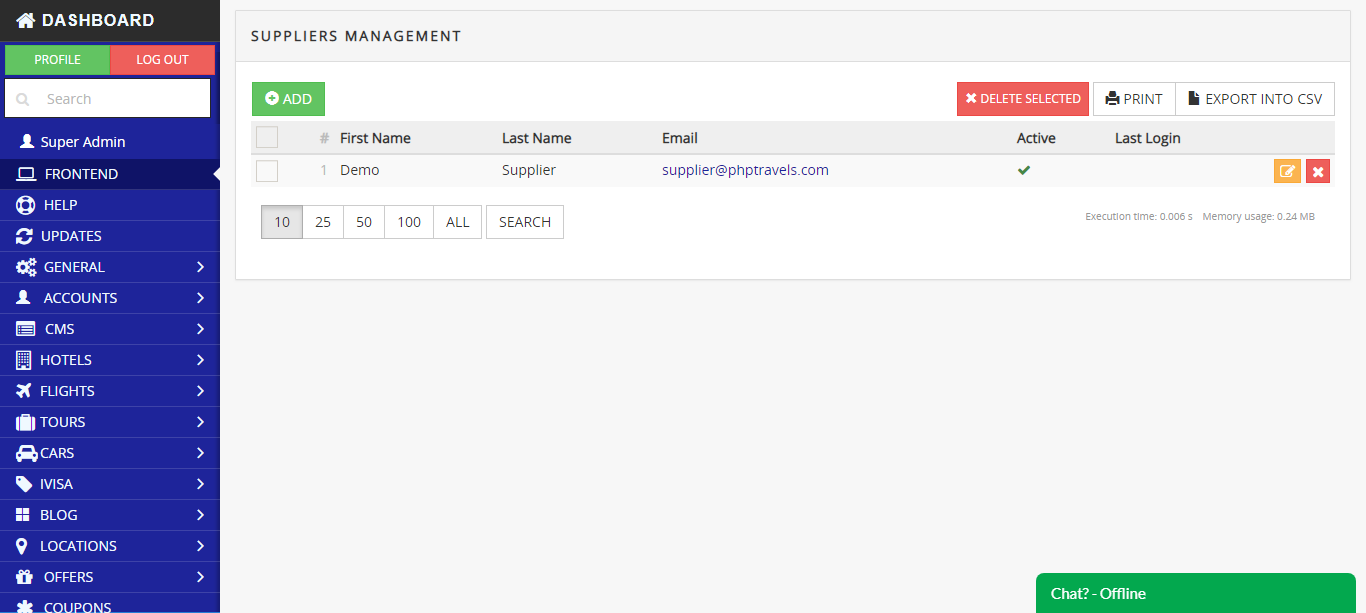 DASHBOARD
PROFILE LOG OUT
Search
Super Admin
FRONTEND
HELP
UPDATES
GENERAL
ACCOUNTS
CMS
HOTELS
FLIGHTS
TOURS
CARS
IVISA
BLOG
LOCATIONS
OFFERS
COUPONS
SUPPLIERS MANAGEMENT
ADD DELETE SELECTED PRINT EXPORT INTO CSV
# First Name Last Name Email Active Last Login
1 Demo Supplier supplier@phptravels.com
10 25 50 100 ALL SEARCH
Execution time: 0.006 s Memory usage: 0.24 MB
Chat? - Offline